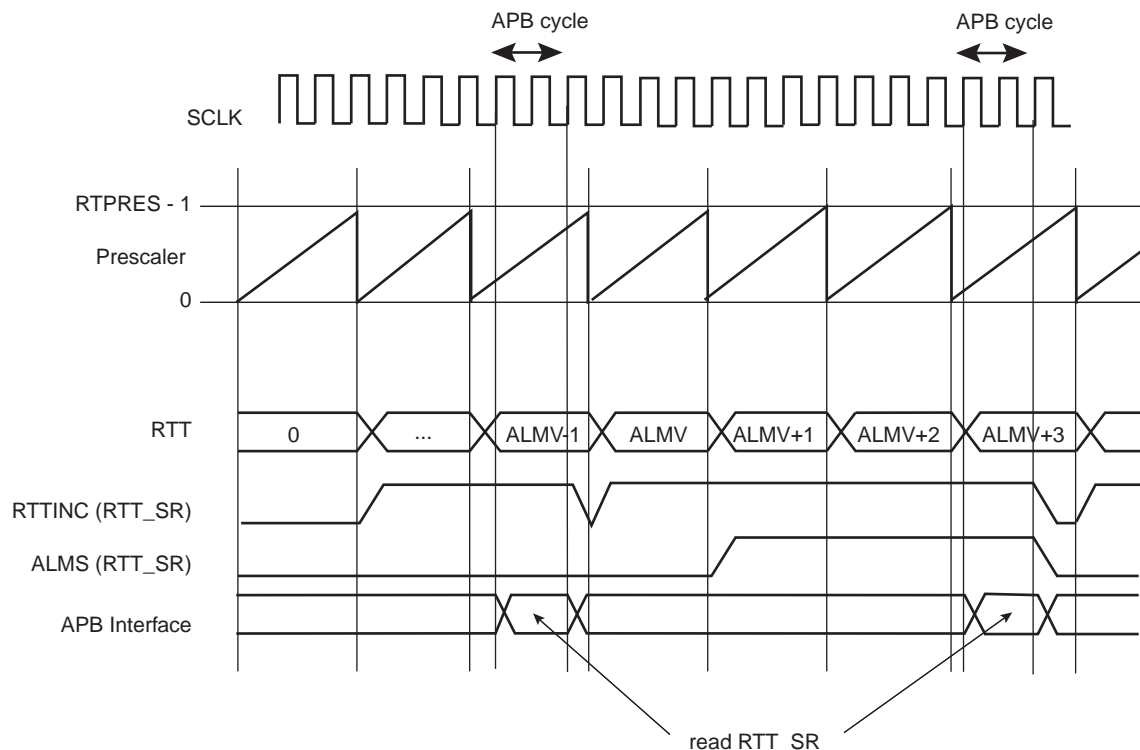 APB cycle APB cycle
SCLK
RTPRES - 1
Prescaler
0
RTT 0 ... ALMV-1 ALMV ALMV+1 ALMV+2 ALMV+3
RTTINC (RTT_SR)
ALMS (RTT_SR)
APB Interface
read RTT_SR